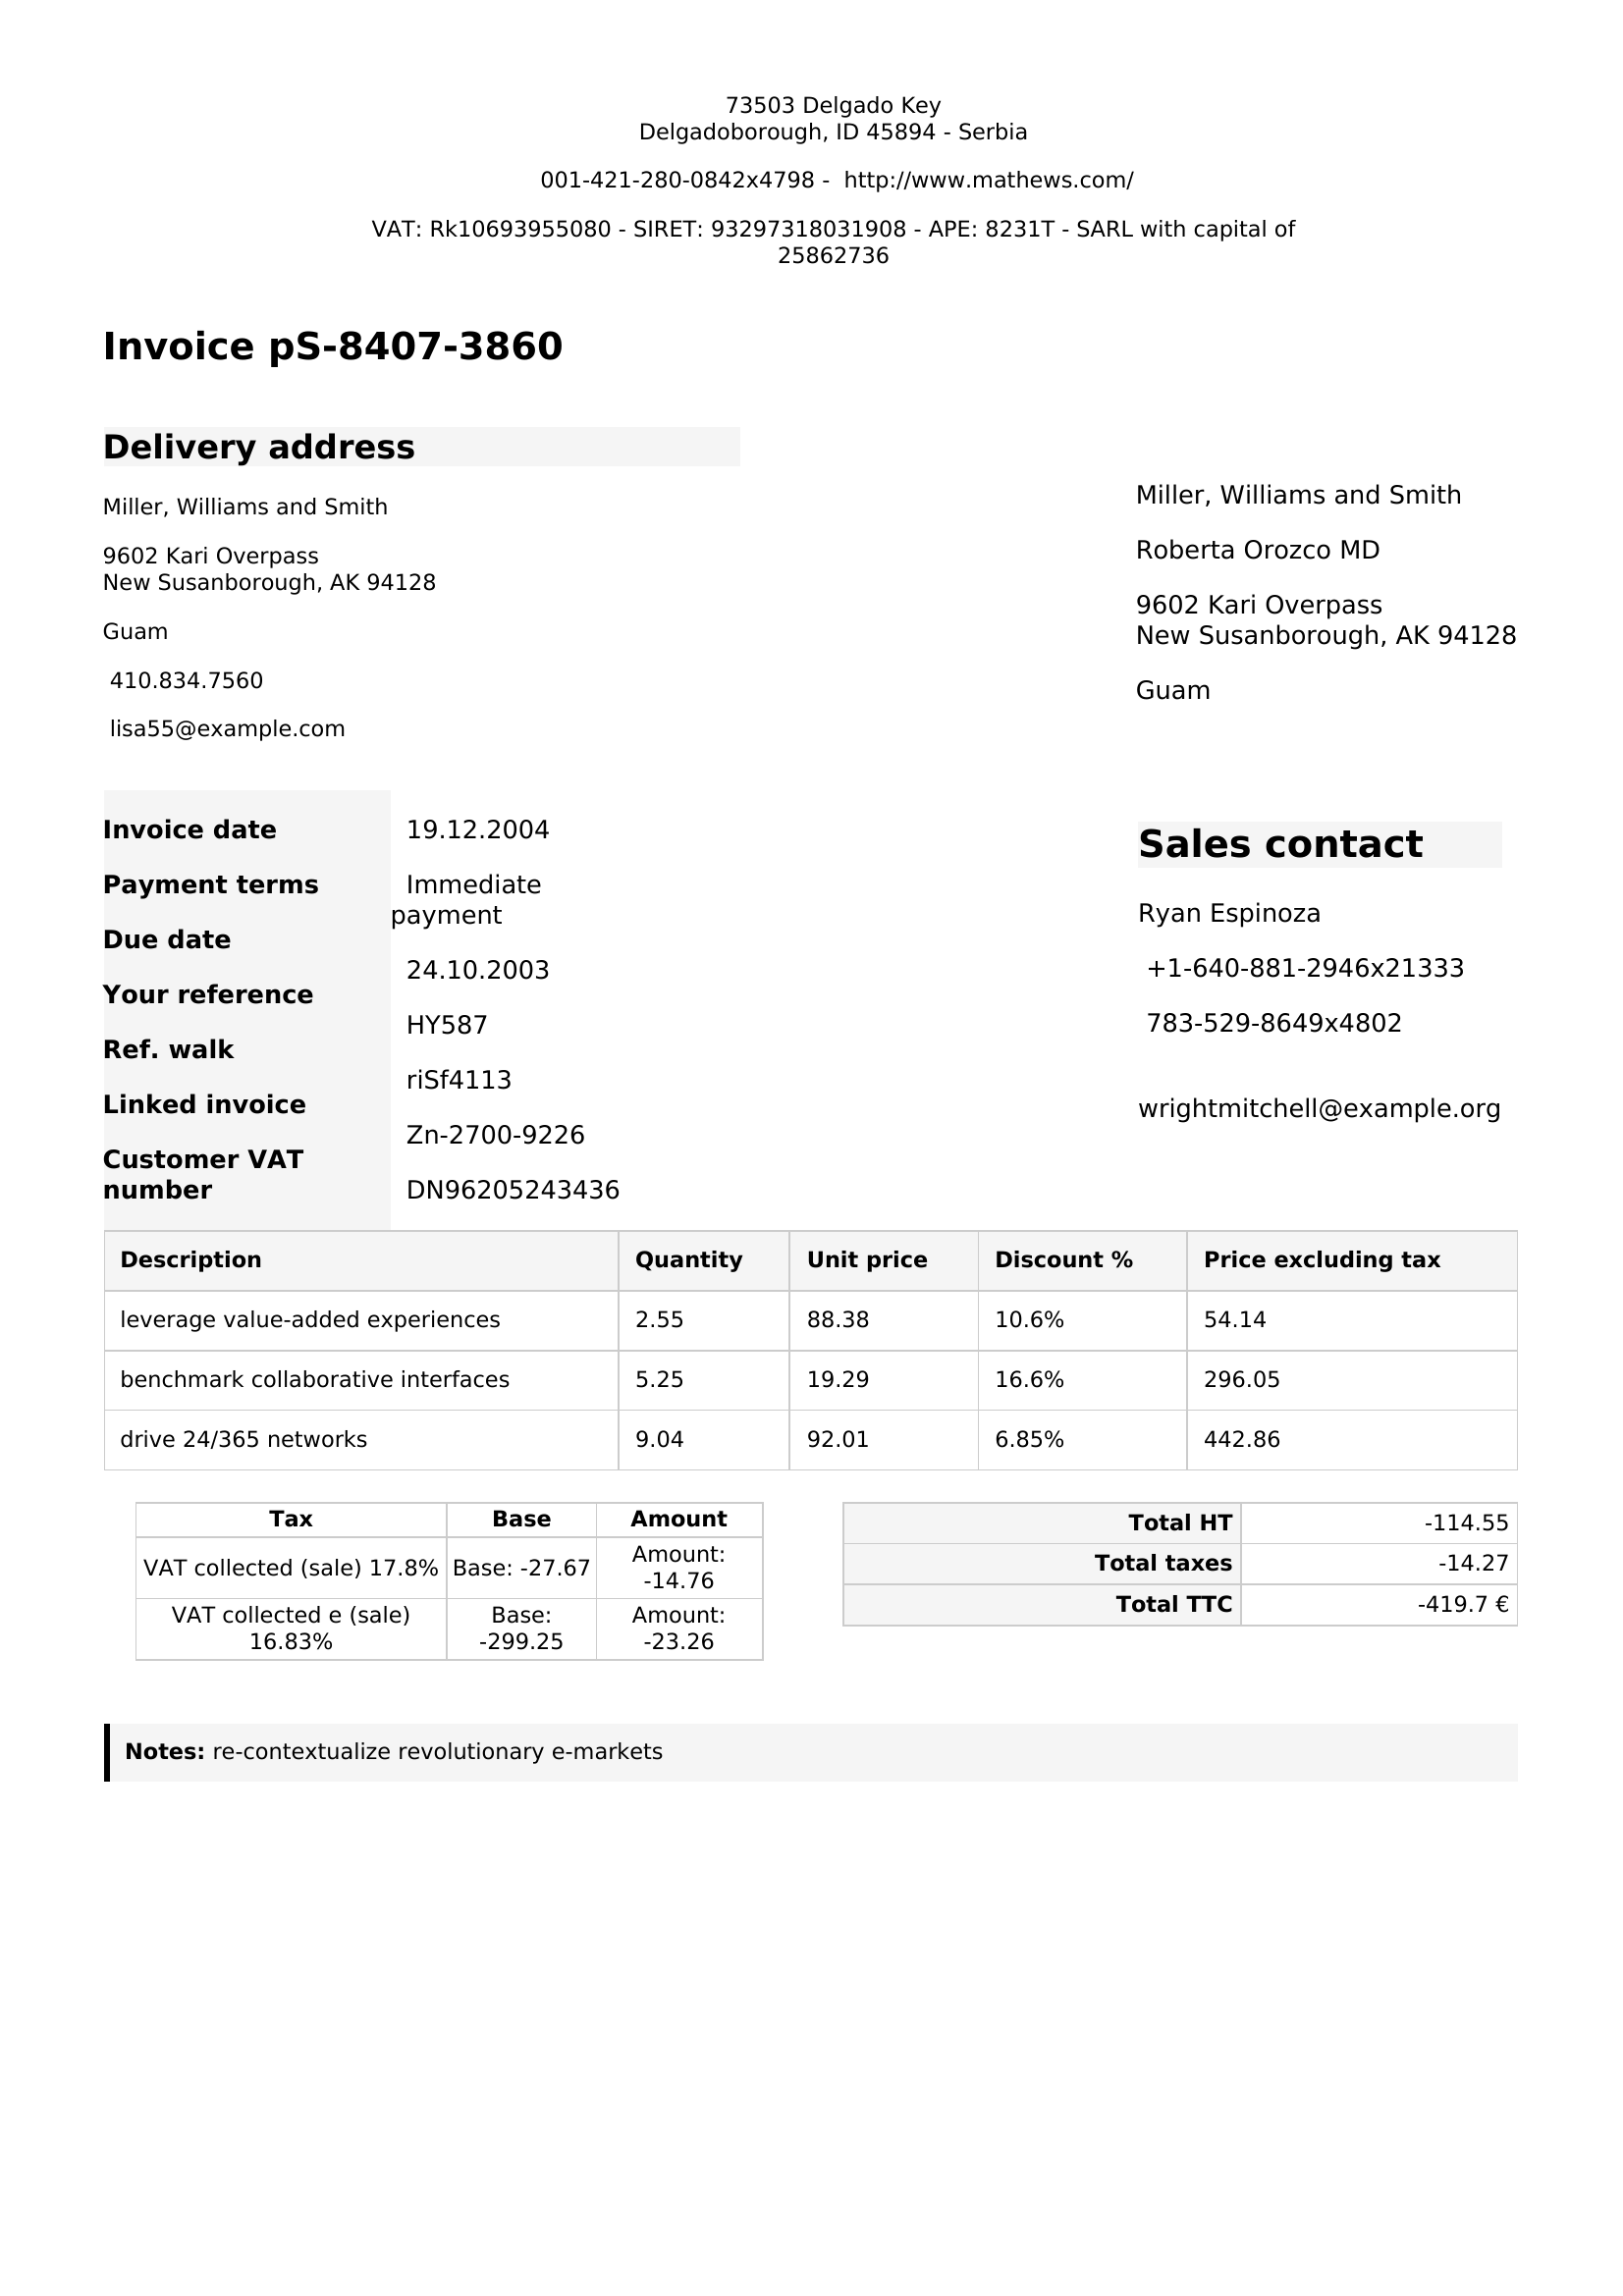 73503 Delgado Key
Delgadoborough, ID 45894 - Serbia
001-421-280-0842x4798 - http://www.mathews.com/
VAT: Rk10693955080 - SIRET: 93297318031908 - APE: 8231T - SARL with capital of
25862736
Invoice pS-8407-3860
Delivery address
Miller, Williams and Smith
9602 Kari Overpass
New Susanborough, AK 94128
Guam
410.834.7560
lisa55@example.com
Miller, Williams and Smith
Roberta Orozco MD
9602 Kari Overpass
New Susanborough, AK 94128
Guam
Invoice date
Payment terms
Due date
Your reference
Ref. walk
Linked invoice
Customer VAT
number
19.12.2004
Immediate
payment
24.10.2003
HY587
riSf4113
Zn-2700-9226
DN96205243436
Sales contact
Ryan Espinoza
+1-640-881-2946x21333
783-529-8649x4802
wrightmitchell@example.org
Description Quantity Unit price Discount % Price excluding tax
leverage value-added experiences 2.55 88.38 10.6% 54.14
benchmark collaborative interfaces 5.25 19.29 16.6% 296.05
drive 24/365 networks 9.04 92.01 6.85% 442.86
Tax Base Amount
VAT collected (sale) 17.8% Base: -27.67 Amount:
-14.76
VAT collected e (sale) Base: Amount:
16.83% -299.25 -23.26
Total HT -114.55
Total taxes -14.27
Total TTC -419.7 €
Notes: re-contextualize revolutionary e-markets